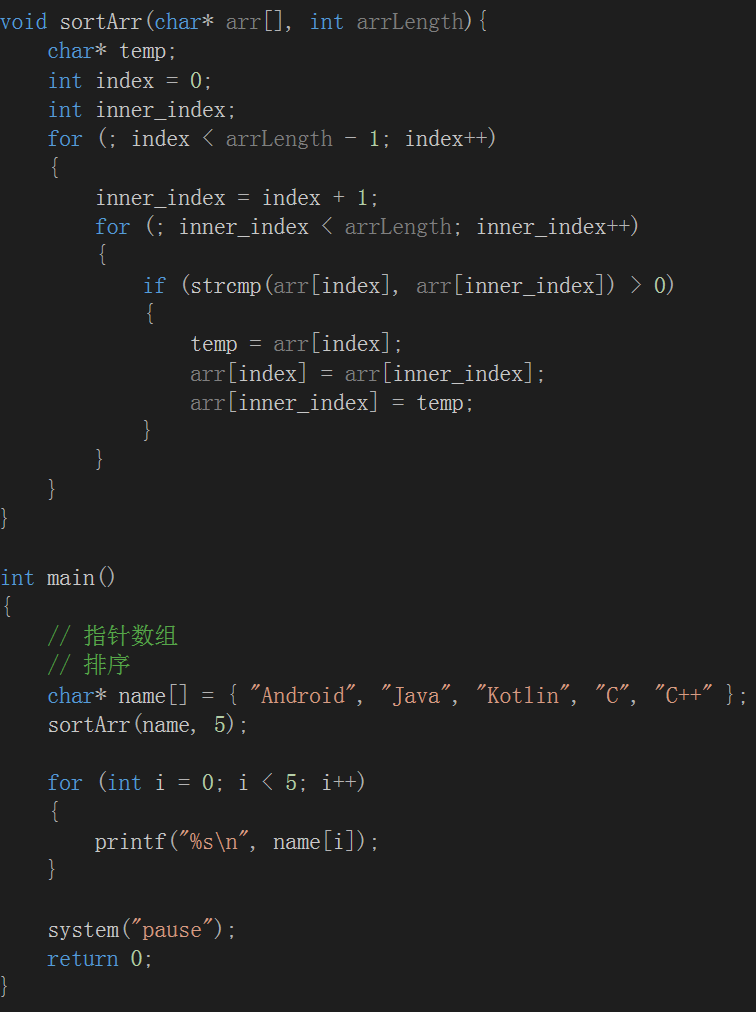 void sortArr(char* arr[], int arrLength){
    char* temp;
    int index = 0;
    int inner_index;
    for (; index < arrLength - 1; index++)
    {
        inner_index = index + 1;
        for (; inner_index < arrLength; inner_index++)
        {
            if (strcmp(arr[index], arr[inner_index]) > 0)
            {
                temp = arr[index];
                arr[index] = arr[inner_index];
                arr[inner_index] = temp;
            }
        }
    }
}

int main()
{
    // 指针数组
    // 排序
    char* name[] = { "Android", "Java", "Kotlin", "C", "C++" };
    sortArr(name, 5);

    for (int i = 0; i < 5; i++)
    {
        printf("%s\n", name[i]);
    }

    system("pause");
    return 0;
}